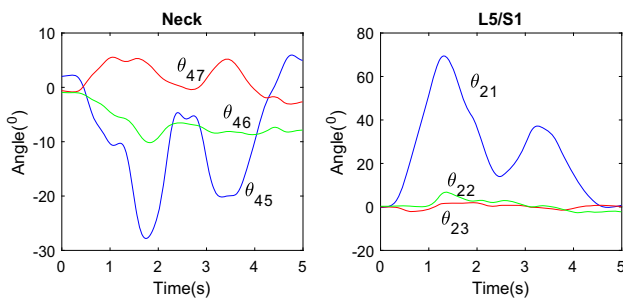 Neck
Angle(⁰)
10
0
-10
-20
-30
θ47
θ46
θ45
0 1 2 3 4 5
Time(s)
L5/S1
Angle(⁰)
80
60
40
20
0
-20
θ21
θ22
θ23
0 1 2 3 4 5
Time(s)